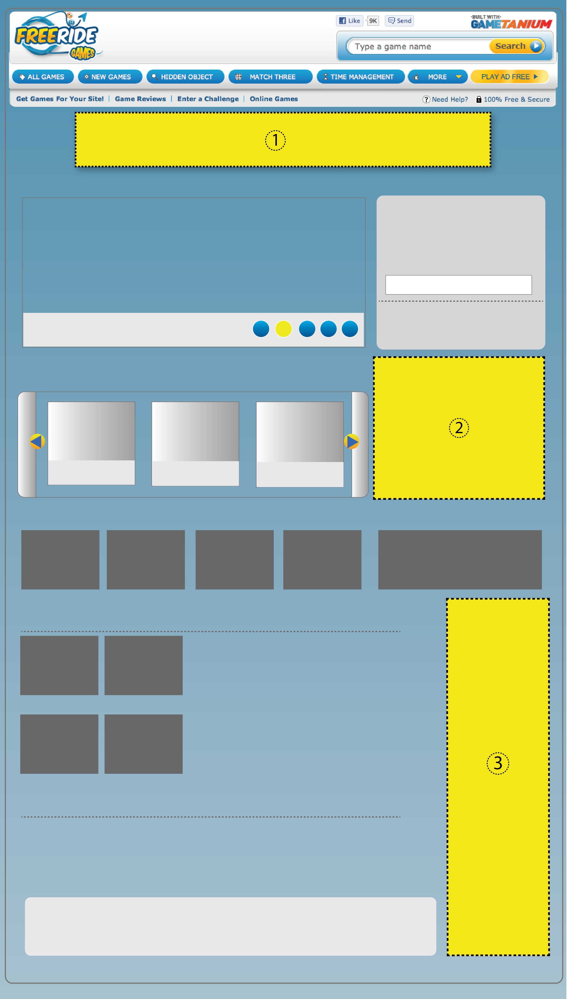 FREERIDE
GAMES
Like 9K Send
·BUILT WITH·
GAMETANIUM
Type a game name Search
ALL GAMES NEW GAMES HIDDEN OBJECT MATCH THREE TIME MANAGEMENT MORE PLAY AD FREE
Get Games For Your Site! | Game Reviews | Enter a Challenge | Online Games ? Need Help? 100% Free & Secure
1
2
3